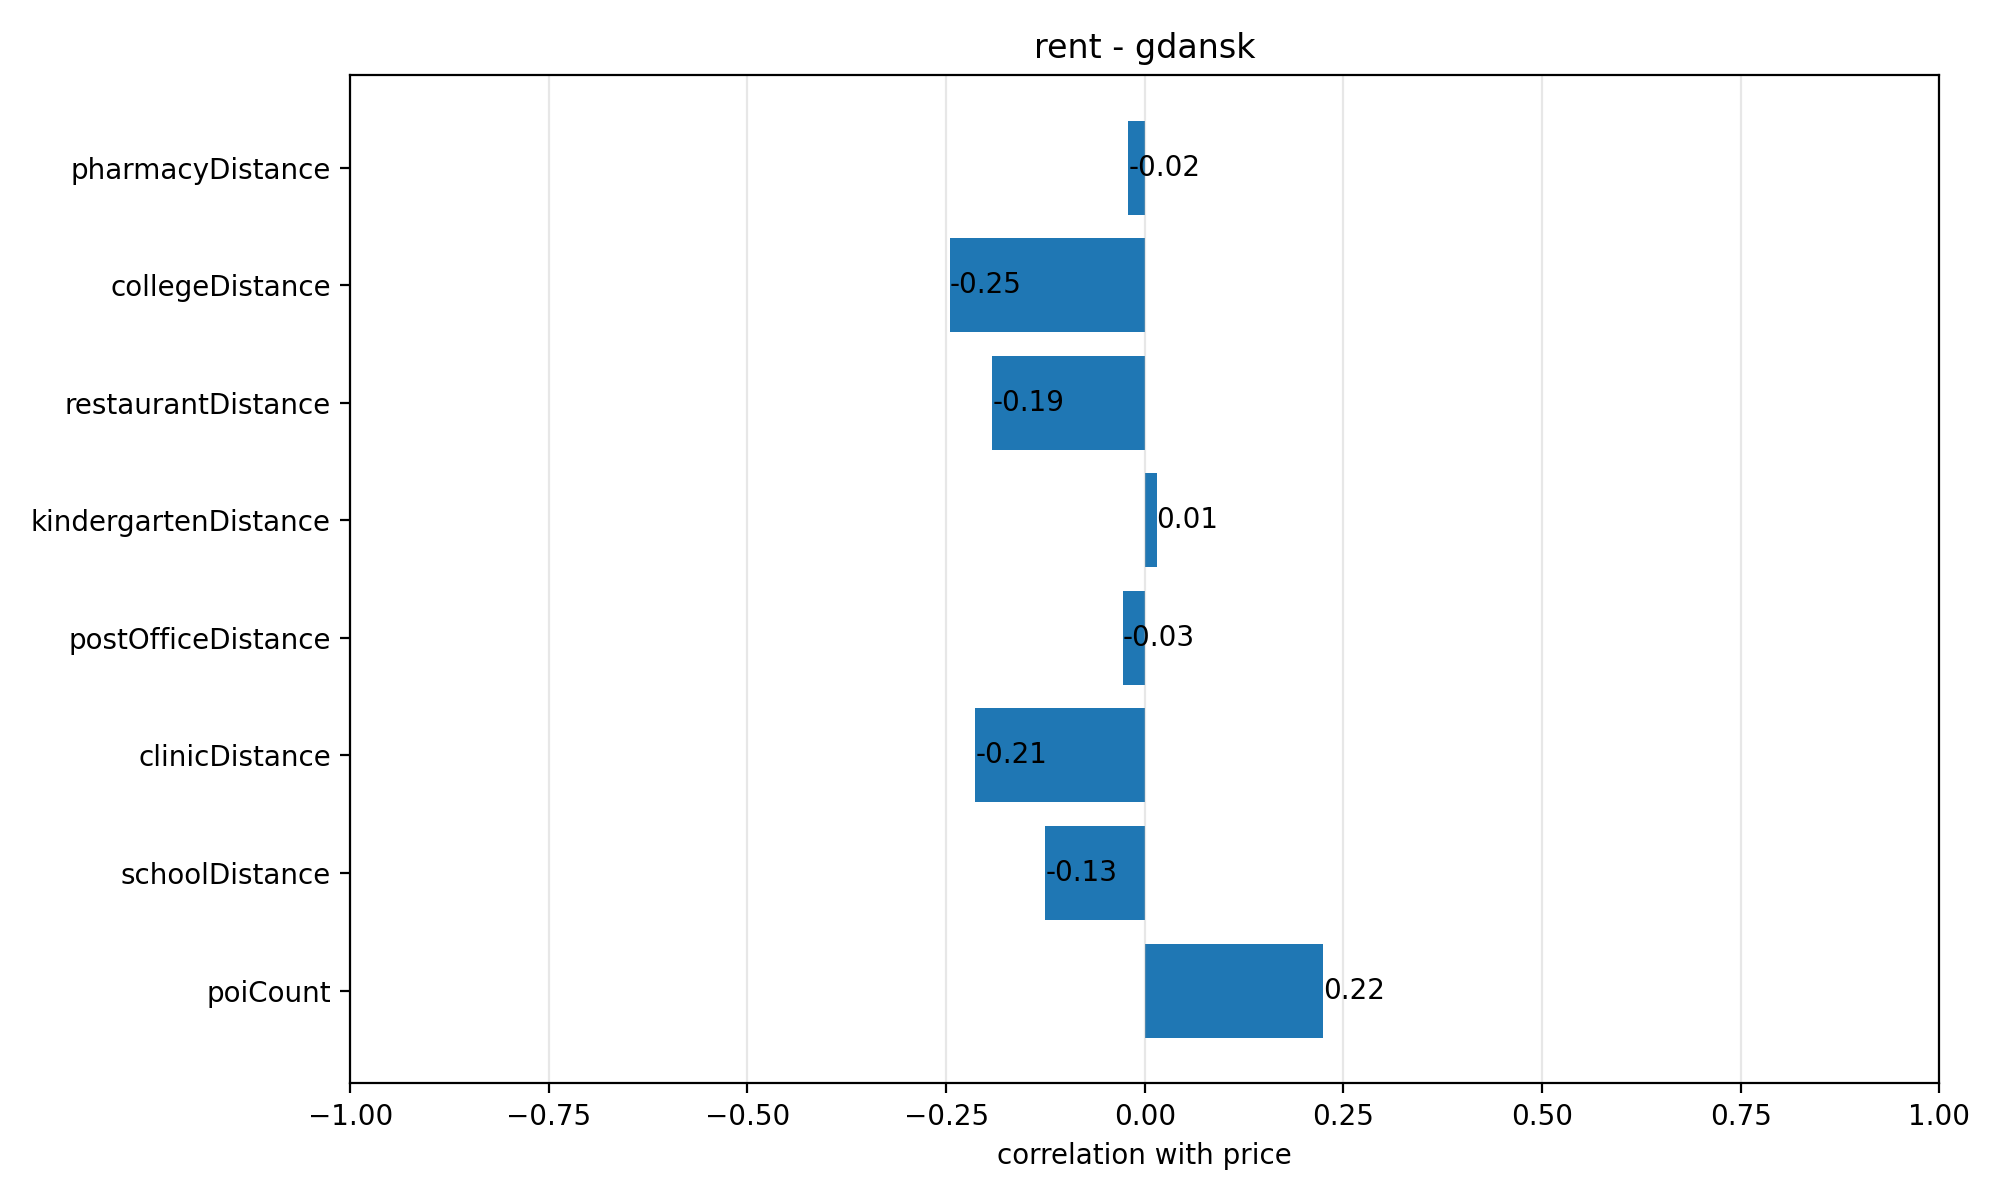 rent - gdansk
pharmacyDistance
-0.02
collegeDistance
-0.25
restaurantDistance
-0.19
kindergartenDistance
0.01
postOfficeDistance
-0.03
clinicDistance
-0.21
schoolDistance
-0.13
poiCount
0.22
−1.00 −0.75 −0.50 −0.25 0.00 0.25 0.50 0.75 1.00
correlation with price